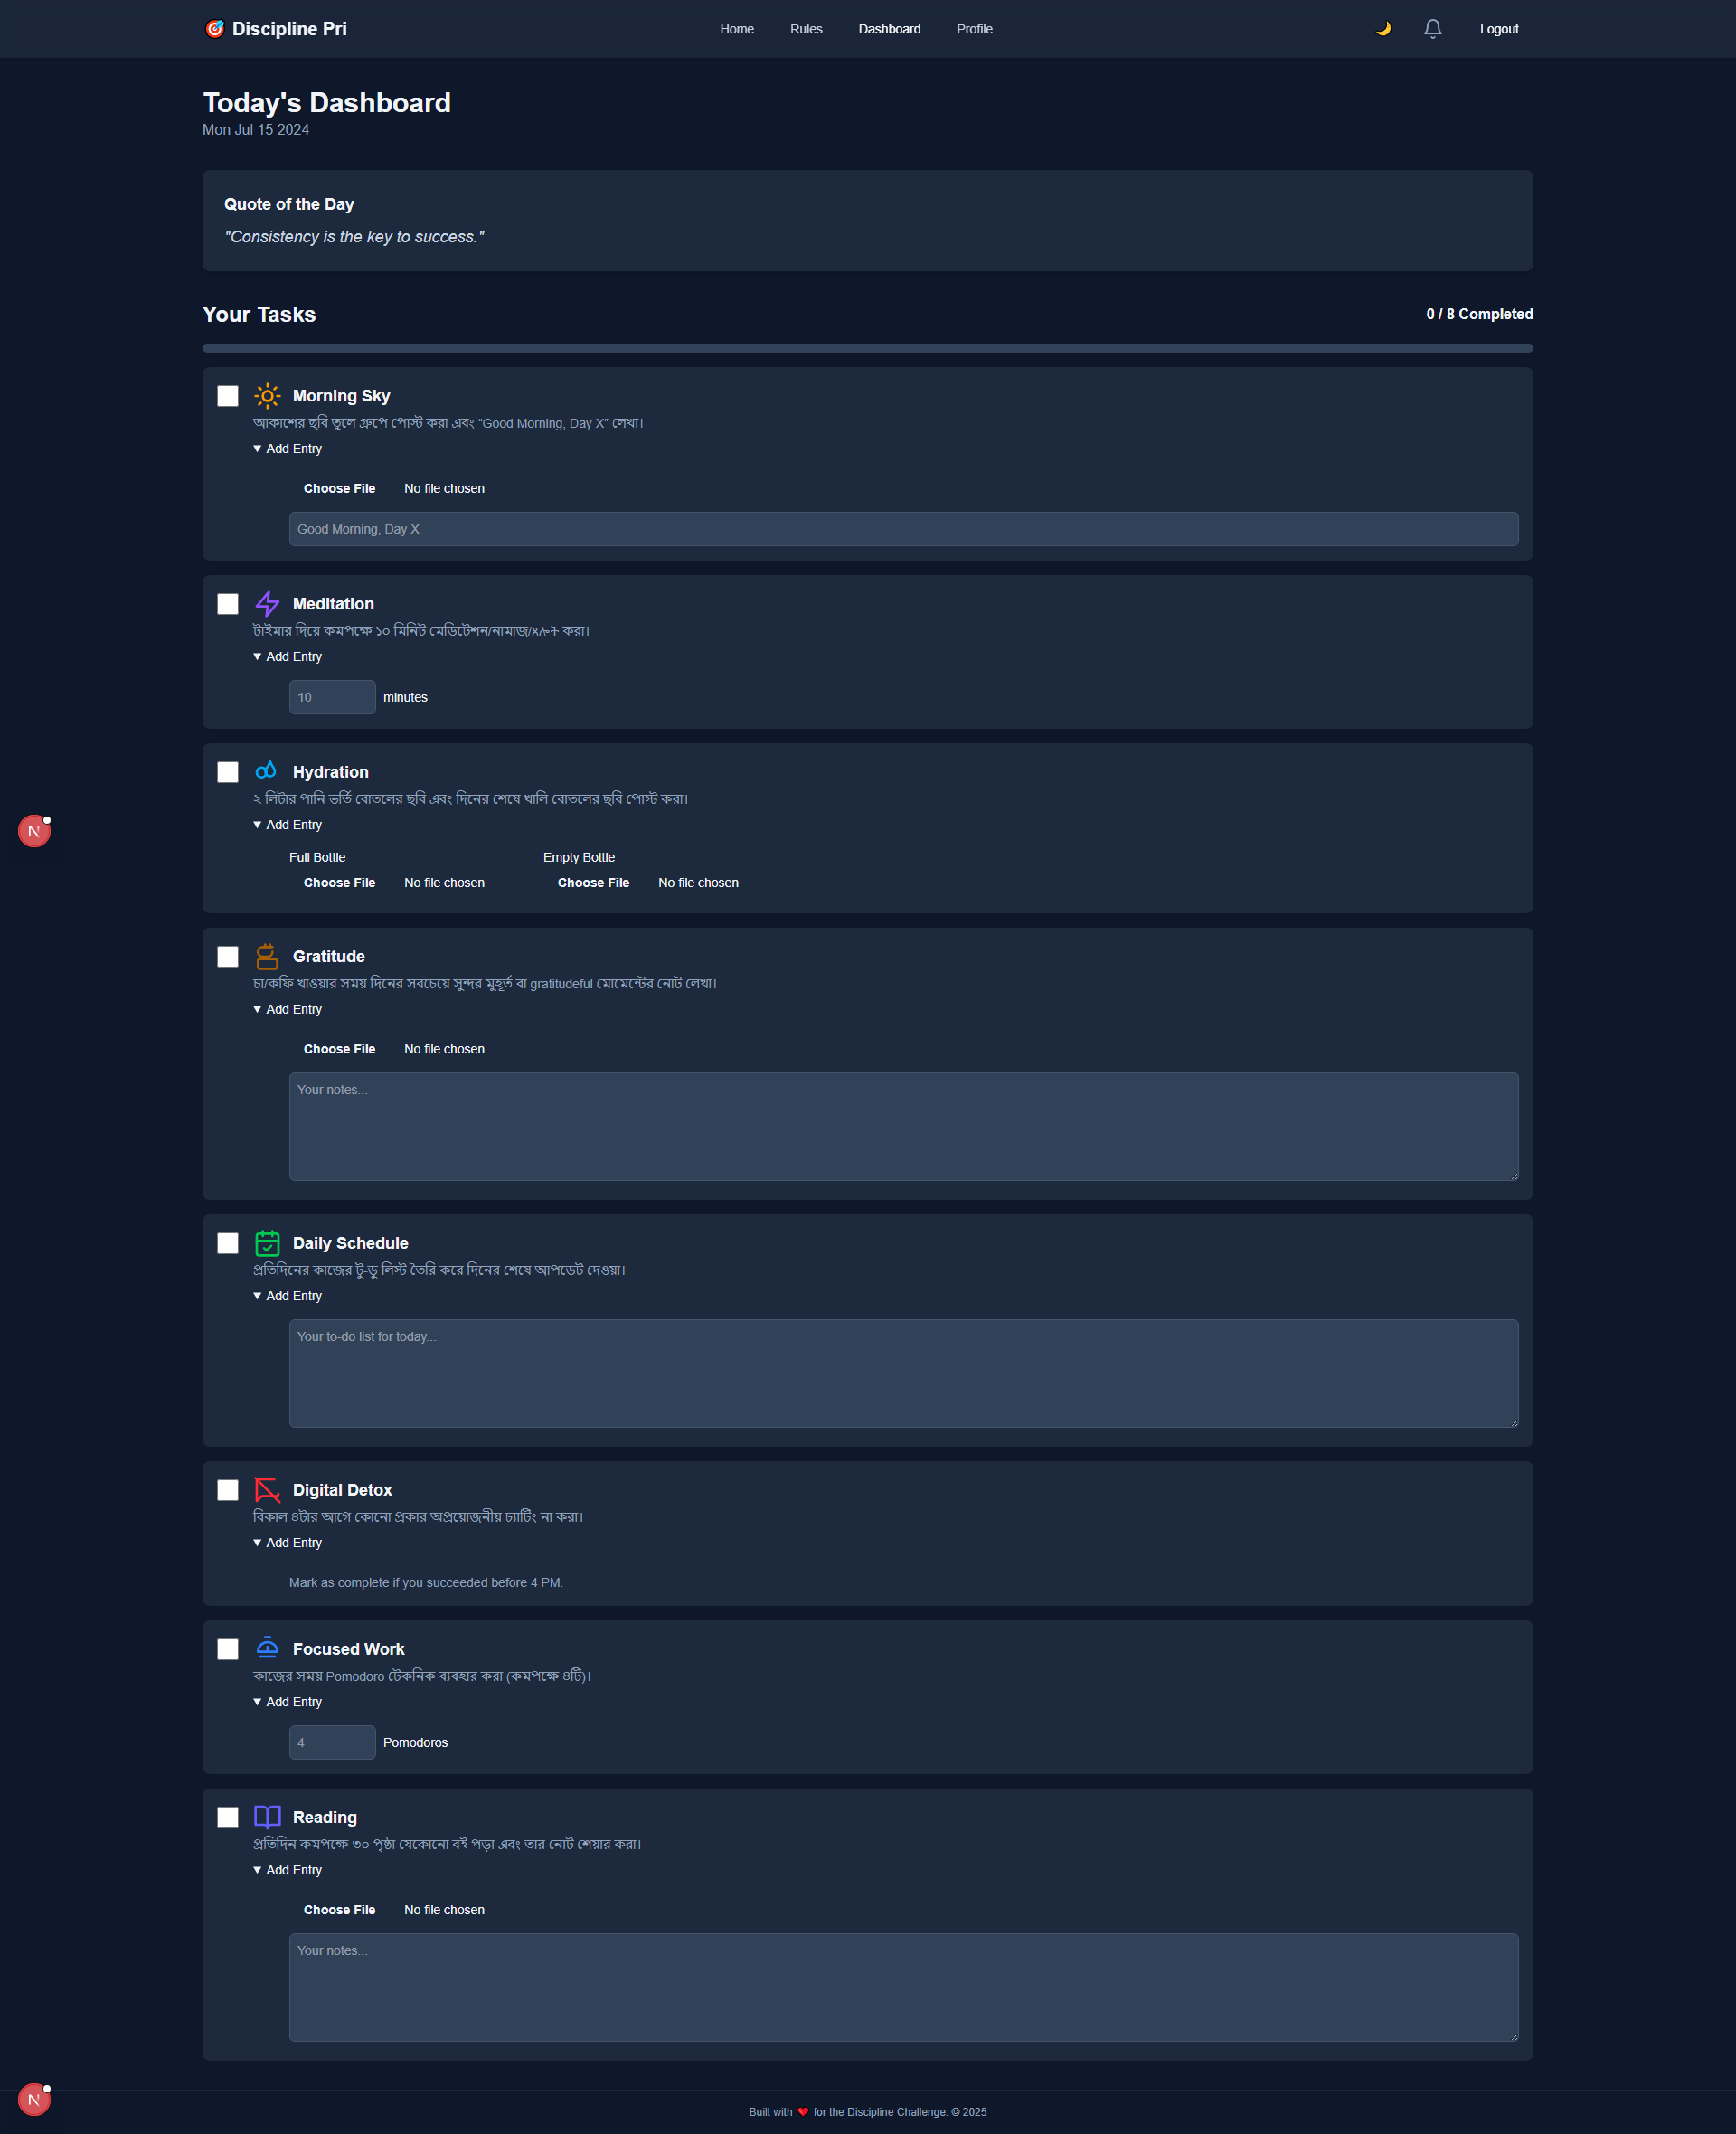 🎯 Discipline Pri
Home Rules Dashboard Profile
🌙 Logout
Today's Dashboard
Mon Jul 15 2024
Quote of the Day
"Consistency is the key to success."
Your Tasks
0 / 8 Completed
Morning Sky
আকাশের ছবি তুলে গ্রুপে পোস্ট করা এবং “Good Morning, Day X” লেখা।
▼ Add Entry
Choose File No file chosen
Good Morning, Day X
Meditation
টাইমার দিয়ে কমপক্ষে ১০ মিনিট মেডিটেশন/নামাজ/ጸሎት করা।
▼ Add Entry
10 minutes
Hydration
২ লিটার পানি ভর্তি বোতলের ছবি এবং দিনের শেষে খালি বোতলের ছবি পোস্ট করা।
▼ Add Entry
Full Bottle Empty Bottle
Choose File No file chosen Choose File No file chosen
Gratitude
চা/কফি খাওয়ার সময় দিনের সবচেয়ে সুন্দর মুহূর্ত বা gratitudeful মোমেন্টের নোট লেখা।
▼ Add Entry
Choose File No file chosen
Your notes...
Daily Schedule
প্রতিদিনের কাজের টু-ডু লিস্ট তৈরি করে দিনের শেষে আপডেট দেওয়া।
▼ Add Entry
Your to-do list for today...
Digital Detox
বিকাল ৪টার আগে কোনো প্রকার অপ্রয়োজনীয় চ্যাটিং না করা।
▼ Add Entry
Mark as complete if you succeeded before 4 PM.
Focused Work
কাজের সময় Pomodoro টেকনিক ব্যবহার করা (কমপক্ষে ৪টি)।
▼ Add Entry
4 Pomodoros
Reading
প্রতিদিন কমপক্ষে ৩০ পৃষ্ঠা যেকোনো বই পড়া এবং তার নোট শেয়ার করা।
▼ Add Entry
Choose File No file chosen
Your notes...
N
N
Built with ❤️ for the Discipline Challenge. © 2025